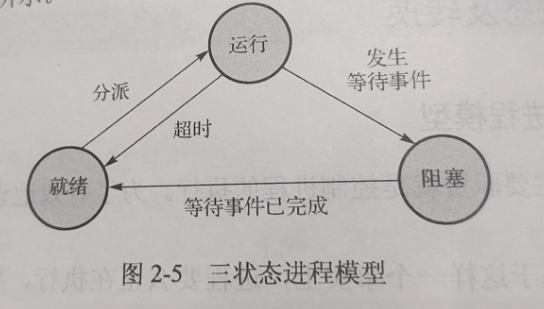 运行
发生
等待事件
分派
超时
就绪
阻塞
等待事件已完成
图 2-5 三状态进程模型